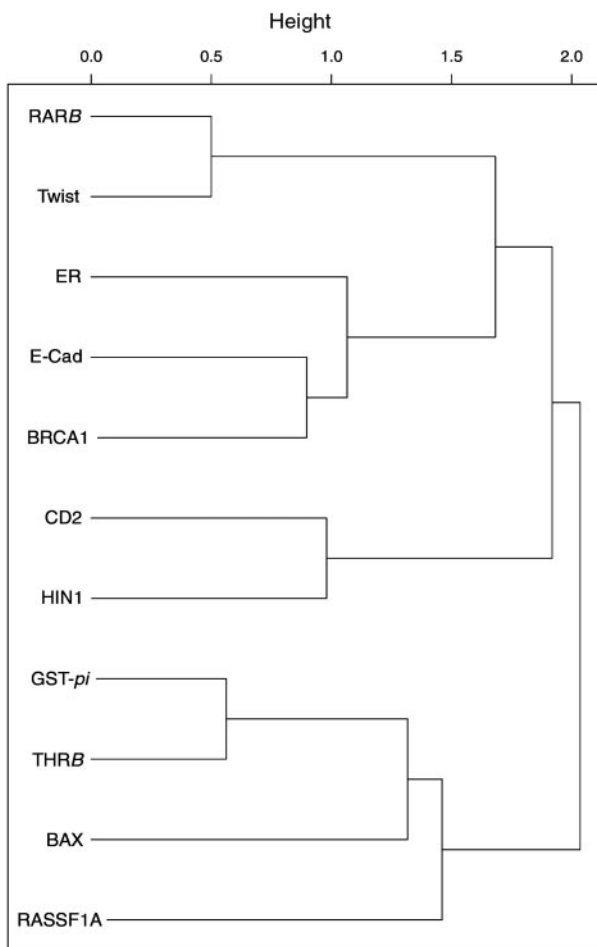 Height
0.0 0.5 1.0 1.5 2.0
RARB
Twist
ER
E-Cad
BRCA1
CD2
HIN1
GST-pi
THRB
BAX
RASSF1A